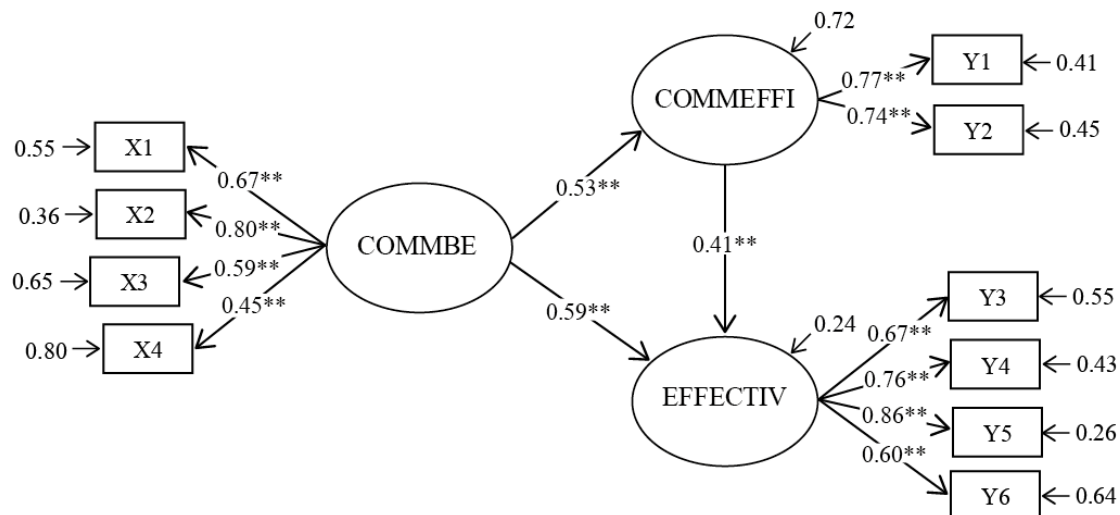 0.72
COMMEFFI
0.77**
Y1
0.41
0.74**
Y2
0.45
0.55
X1
0.67**
0.36
X2
0.80**
0.65
X3
0.59**
0.80
X4
0.45**
COMMBE
0.53**
0.41**
0.59**
0.24
EFFECTIV
0.67**
Y3
0.55
0.76**
Y4
0.43
0.86**
Y5
0.26
0.60**
Y6
0.64